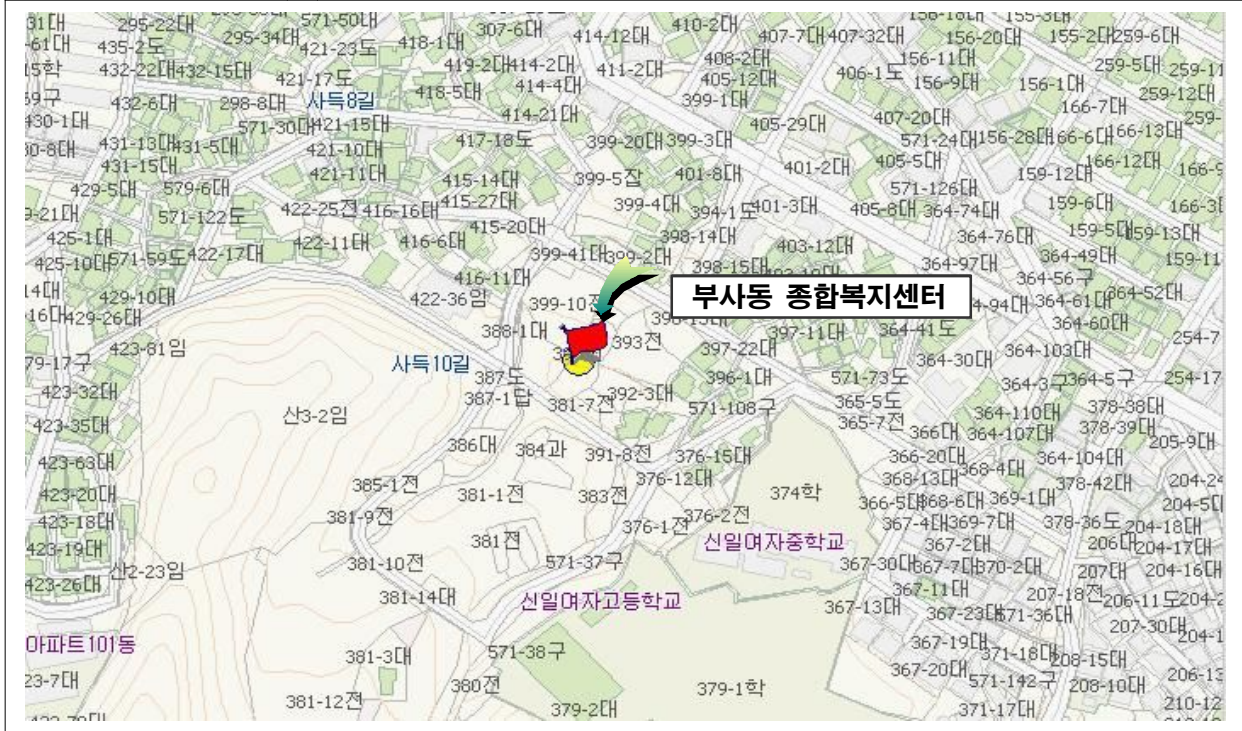 295-22대
571-50대
307-6대
410-2대
295-34대
414-12대
407-7대
407-32대
156-20대
155-2대
259-6대
435-2도
421-23도
418-1대
408-2대
156-11대
259-5대
432-22대
432-15대
419-2대
414-2대
411-2대
405-12대
406-1도
156-9대
156-1대
421-17도
418-5대
414-4대
399-1대
259-12대
432-6대
298-8대
사득8길
414-21대
407-20대
166-7대
571-30대
421-15대
417-18도
399-20대
399-3대
405-29대
571-24대
156-28대
166-6대
166-13대
431-13대
431-5대
421-10대
431-15대
421-11대
415-14대
399-5잡
401-8대
401-2대
405-5대
159-12대
166-12대
429-5대
579-6대
571-126대
571-122도
422-25전
416-16대
415-27대
399-4대
394-1도
401-3대
405-8대
364-74대
159-6대
425-1대
422-11대
416-6대
415-20대
398-14대
403-12대
364-76대
159-5대
159-13대
425-10대
571-59도
422-17대
399-41대
399-2대
398-15대
364-97대
364-49대
416-11대
364-56구
429-10대
422-36임
399-10전
부사동 종합복지센터
364-61대
364-52대
429-26대
388-1대
393전
397-11대
364-41도
364-60대
423-81임
397-22대
364-30대
364-103대
사득10길
387도
396-1대
571-73도
364-5구
423-32대
387-1답
381-7전
392-3대
571-108구
365-5도
364-110대
378-38대
산3-2임
365-7전
366대
364-107대
378-39대
423-35대
386대
384과
391-8전
376-15대
366-20대
364-104대
205-9대
423-63대
376-12대
368-13대
368-4대
378-42대
423-20대
385-1전
381-1전
383전
374학
366-5대
368-6대
369-1대
423-18대
381-9전
376-1전
376-2전
367-4대
369-7대
378-36도
204-18대
423-19대
381전
신일여자중학교
367-2대
206대
204-17대
산2-23임
381-10전
571-37구
367-30대
367-7대
370-2대
207대
204-16대
423-26대
381-14대
신일여자고등학교
367-11대
207-18전
206-11도
367-13대
367-23대
571-36대
207-30대
아파트101동
381-3대
571-38구
367-19대
371-18대
208-15대
380전
379-1학
367-20대
571-142구
208-10대
381-12전
379-2대
371-17대